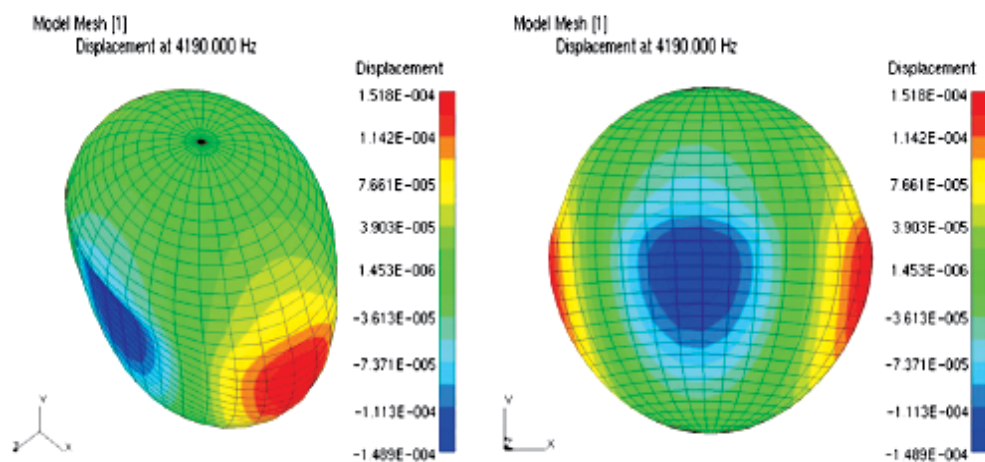 Model Mesh [1]
Displacement at 4190.000 Hz
Displacement
1.518E-004
1.142E-004
7.661E-005
3.903E-005
1.453E-006
-3.613E-005
-7.371E-005
-1.113E-004
-1.489E-004
Y
Z
X
Model Mesh [1]
Displacement at 4190.000 Hz
Displacement
1.518E-004
1.142E-004
7.661E-005
3.903E-005
1.453E-006
-3.613E-005
-7.371E-005
-1.113E-004
-1.489E-004
Y
Z
X